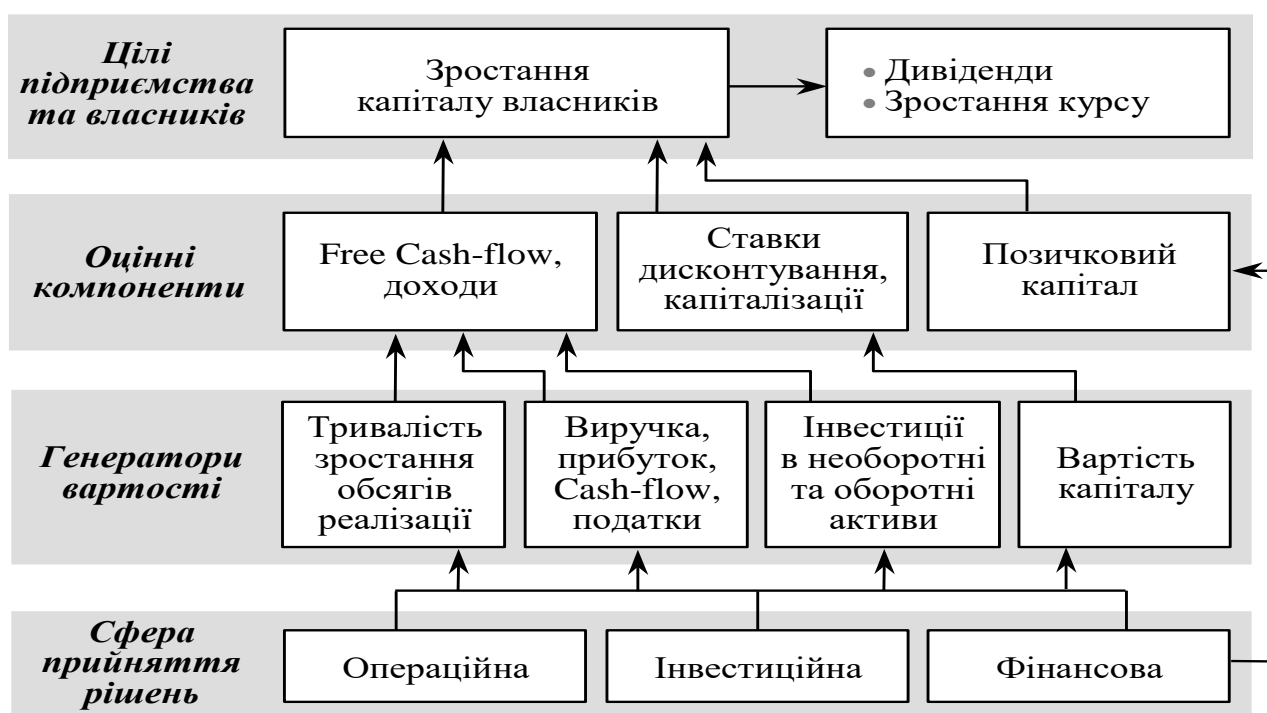 Цілі
підприємства
та власників
Зростання
капіталу власників
• Дивіденди
• Зростання курсу
Оцінні
компоненти
Free Cash-flow,
доходи
Ставки
дисконтування,
капіталізації
Позичковий
капітал
Генератори
вартості
Тривалість
зростання
обсягів
реалізації
Виручка,
прибуток,
Cash-flow,
податки
Інвестиції
в необоротні
та оборотні
активи
Вартість
капіталу
Сфера
прийняття
рішень
Операційна
Інвестиційна
Фінансова